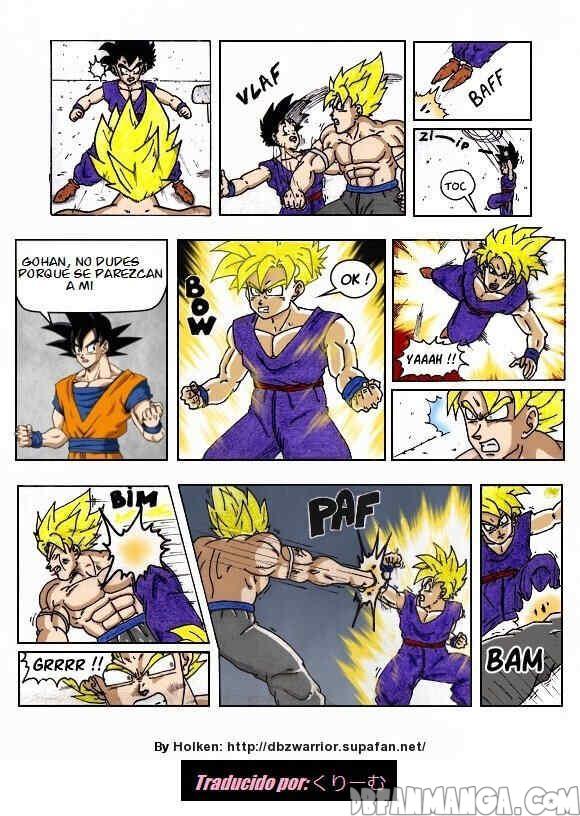 VLAF
BAFF
ZI—IP
TOC
GOHAN, NO DUDES
PORQUE SE PAREZCAN
A MI
BOW
OK !
YAAAH !!
BIM
PAF
GRRRR !!
BAM
By Holken: http://dbzwarrior.supafan.net/
Traducido por:くりーむ
DBFANMANGA.COM